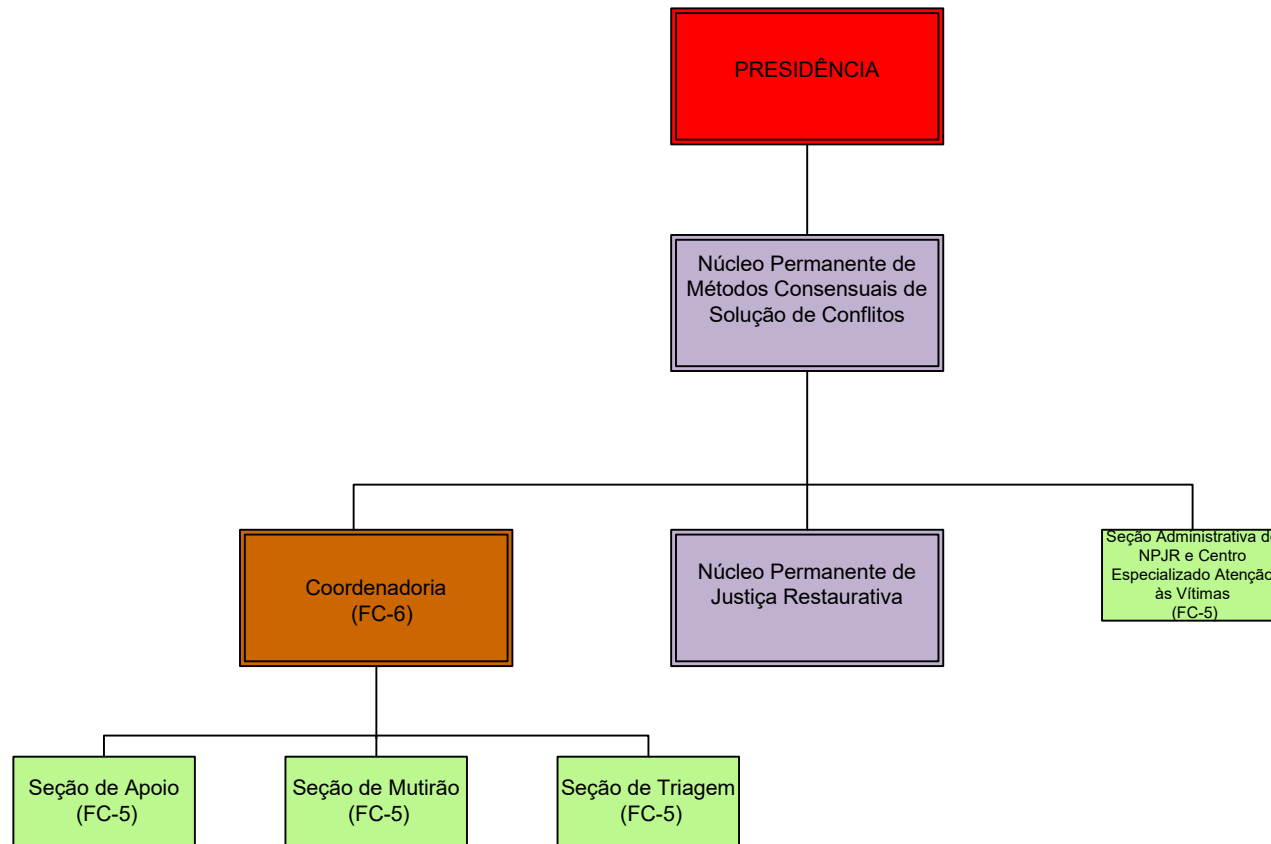 PRESIDÊNCIA
Núcleo Permanente de
Métodos Consensuais de
Solução de Conflitos
Coordenadoria
(FC-6)
Núcleo Permanente de
Justiça Restaurativa
Seção Administrativa do
NPJR e Centro
Especializado Atenção
às Vítimas
(FC-5)
Seção de Apoio
(FC-5)
Seção de Mutirão
(FC-5)
Seção de Triagem
(FC-5)